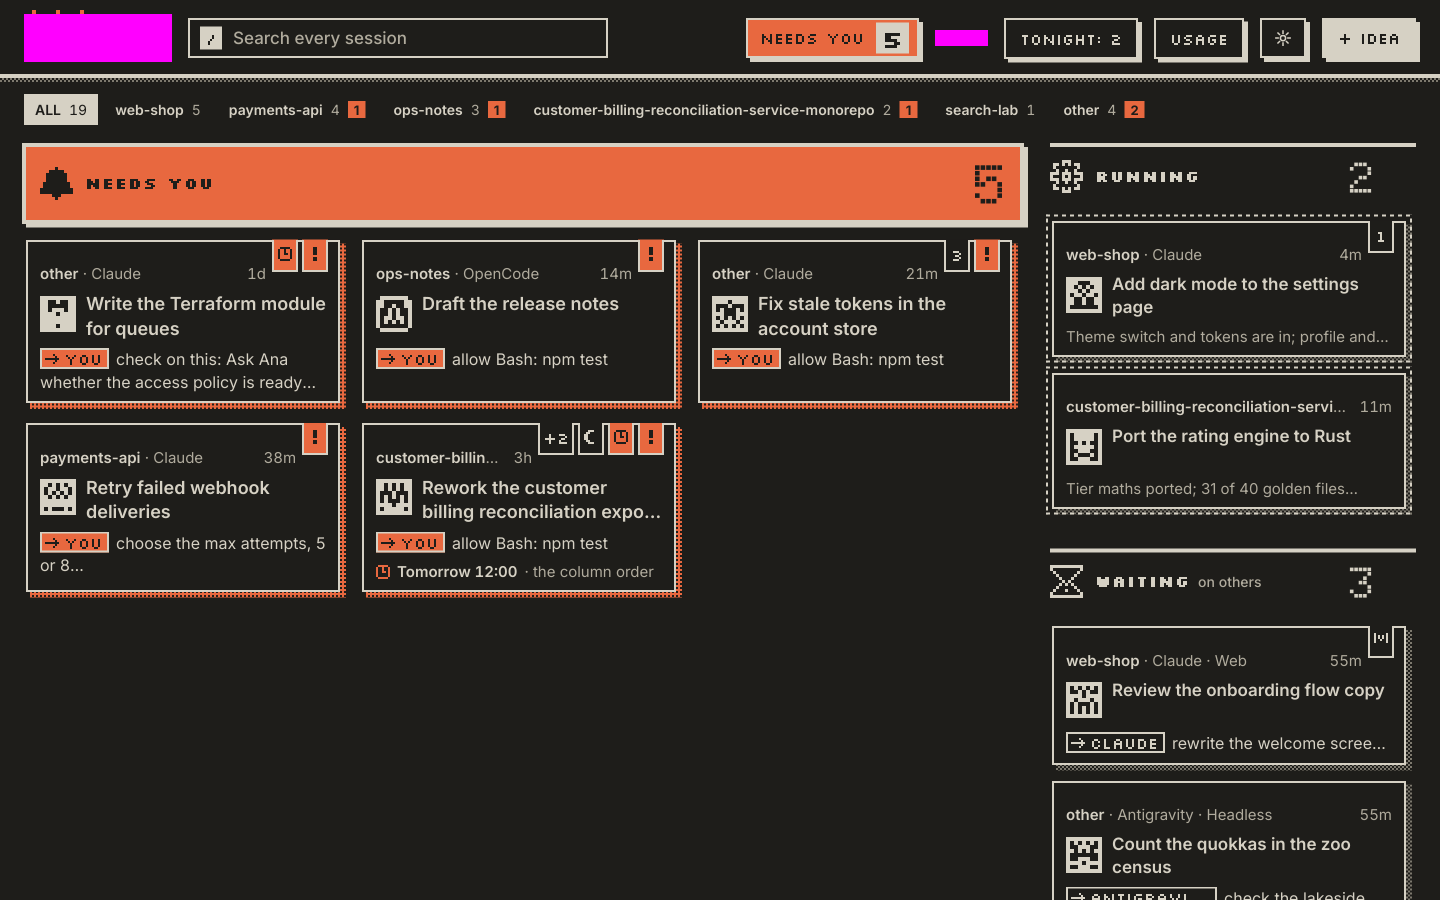 / Search every session
NEEDS YOU 5
TONIGHT: 2
USAGE
+ IDEA
ALL 19
web-shop 5
payments-api 4 1
ops-notes 3 1
customer-billing-reconciliation-service-monorepo 2 1
search-lab 1
other 4 2
NEEDS YOU 5
!
other · Claude 1d
Write the Terraform module
for queues
→ YOU check on this: Ask Ana
whether the access policy is ready...
!
ops-notes · OpenCode 14m
Draft the release notes
→ YOU allow Bash: npm test
3 !
other · Claude 21m
Fix stale tokens in the
account store
→ YOU allow Bash: npm test
!
payments-api · Claude 38m
Retry failed webhook
deliveries
→ YOU choose the max attempts, 5
or 8...
+2 !
customer-billin... 3h
Rework the customer
billing reconciliation expo...
→ YOU allow Bash: npm test
Tomorrow 12:00 · the column order
RUNNING 2
1
web-shop · Claude 4m
Add dark mode to the settings
page
Theme switch and tokens are in; profile and...
customer-billing-reconciliation-servi... 11m
Port the rating engine to Rust
Tier maths ported; 31 of 40 golden files...
WAITING on others 3
web-shop · Claude · Web 55m
Review the onboarding flow copy
→ CLAUDE rewrite the welcome scree...
other · Antigravity · Headless 55m
Count the quokkas in the zoo
census
→ ANTIGRAVI... check the lakeside